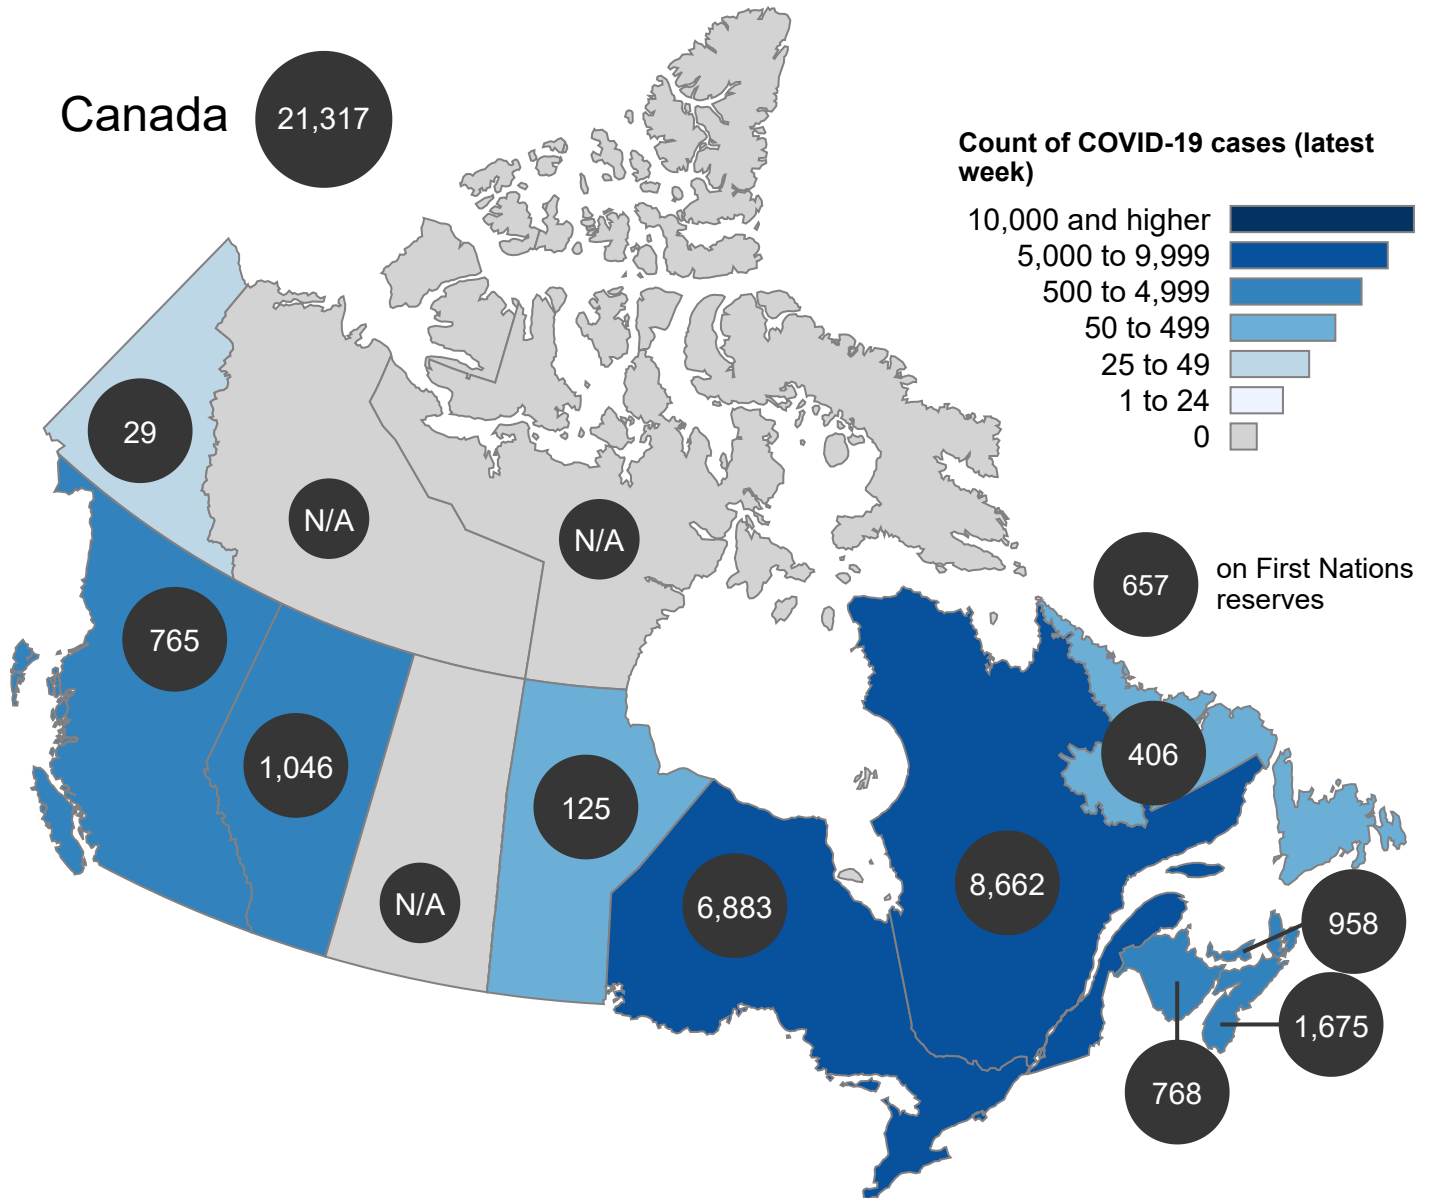 Canada
21,317
Count of COVID-19 cases (latest
week)
10,000 and higher
5,000 to 9,999
500 to 4,999
50 to 499
25 to 49
1 to 24
0
29
N/A
N/A
657
on First Nations
reserves
765
1,046
125
406
N/A
6,883
8,662
958
1,675
768